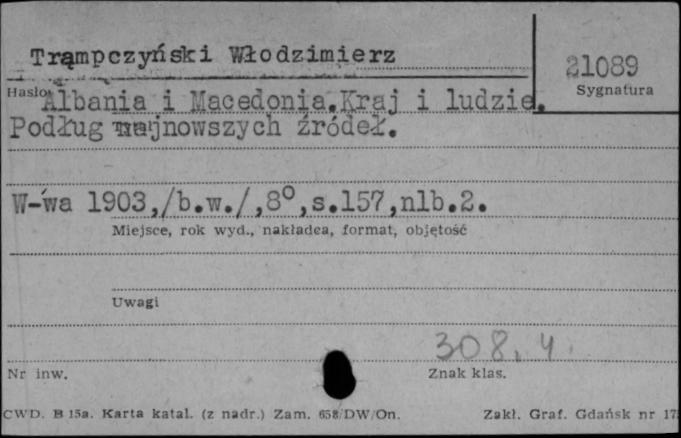 Trąmpczyński Włodzimierz
21089
Hasło
Sygnatura
Albania i Macedonia.Kraj i ludzie.
Podług najnowszych źródeł.
W-wa 1903,/b.w./,8°,s.157,nlb.2.
Miejsce, rok wyd., nakładca, format, objętość
Uwagi
308.4.
Nr inw.
Znak klas.
CWD. B 15a. Karta katal. (z nadr.) Zam. 658/DW/On.
Zakł. Graf. Gdańsk nr